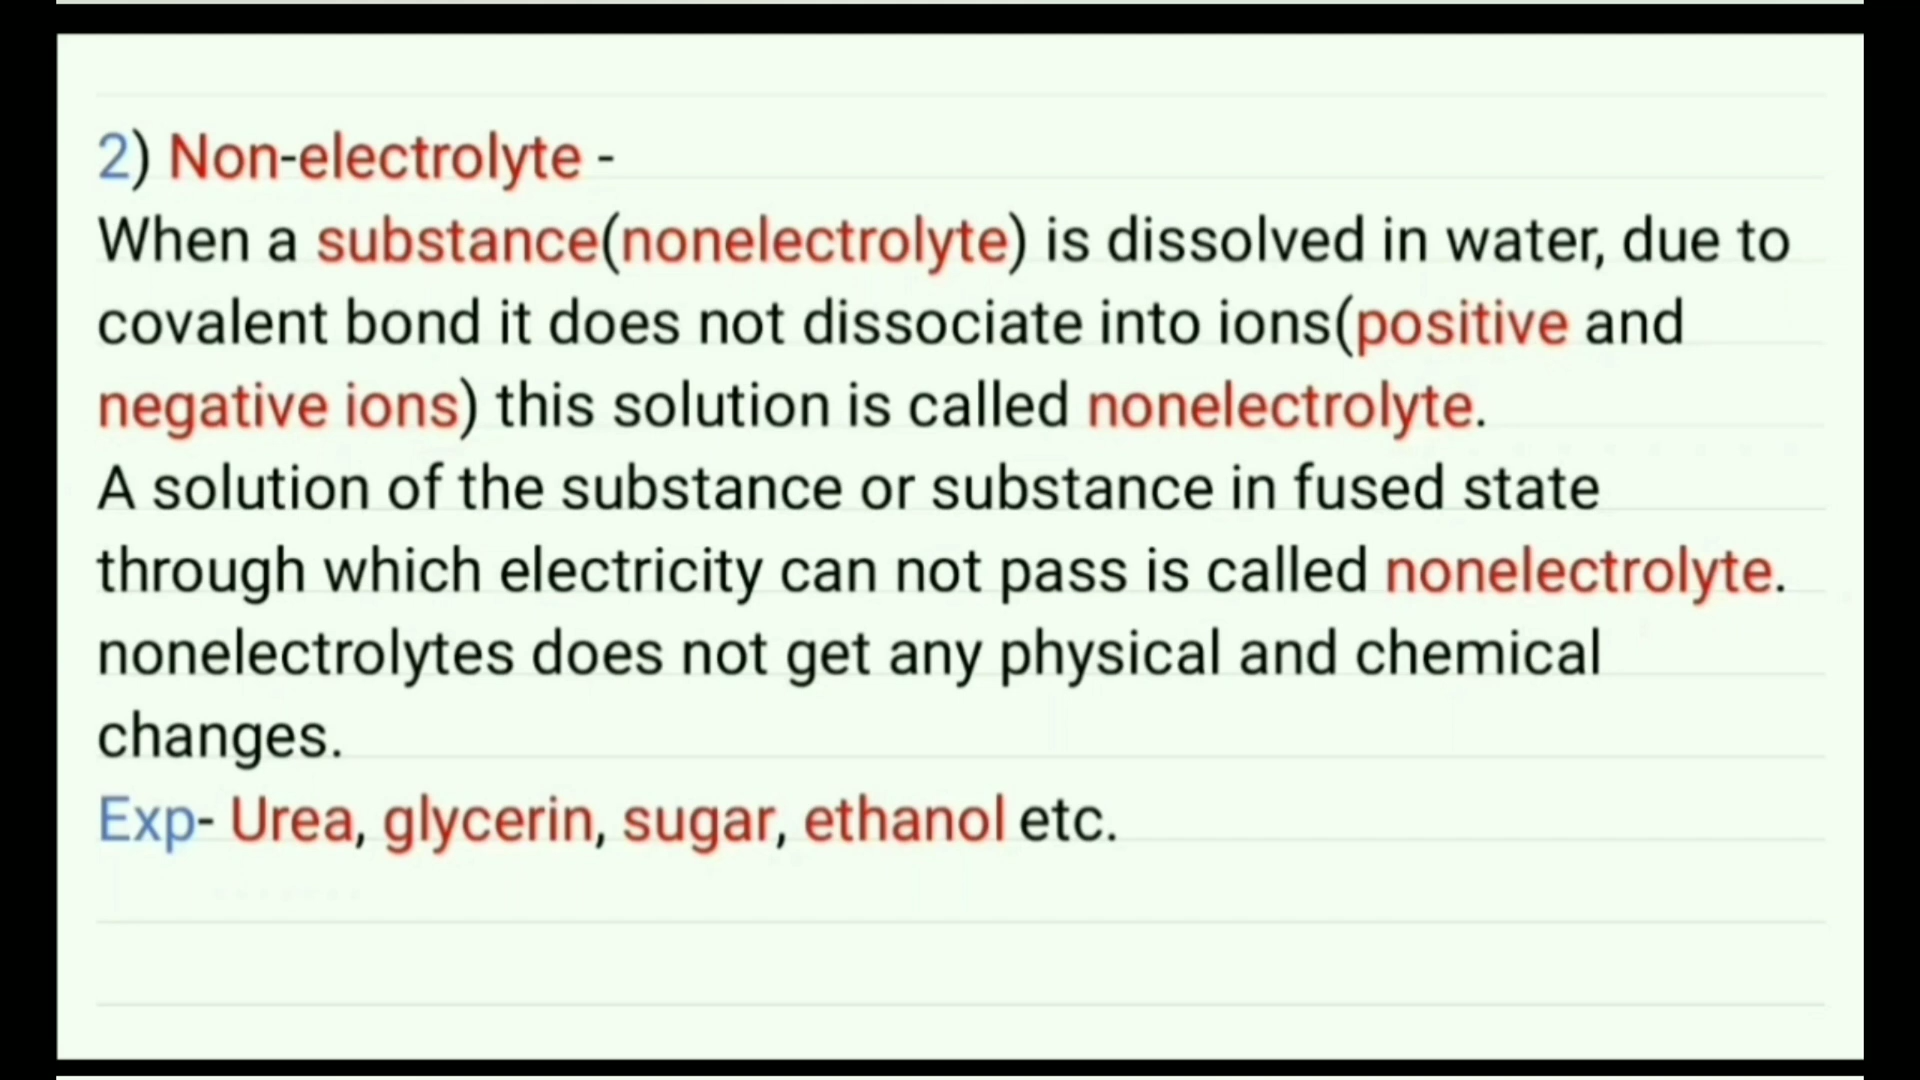 2) Non-electrolyte -
When a substance(nonelectrolyte) is dissolved in water, due to
covalent bond it does not dissociate into ions(positive and
negative ions) this solution is called nonelectrolyte.
A solution of the substance or substance in fused state
through which electricity can not pass is called nonelectrolyte.
nonelectrolytes does not get any physical and chemical
changes.
Exp- Urea, glycerin, sugar, ethanol etc.